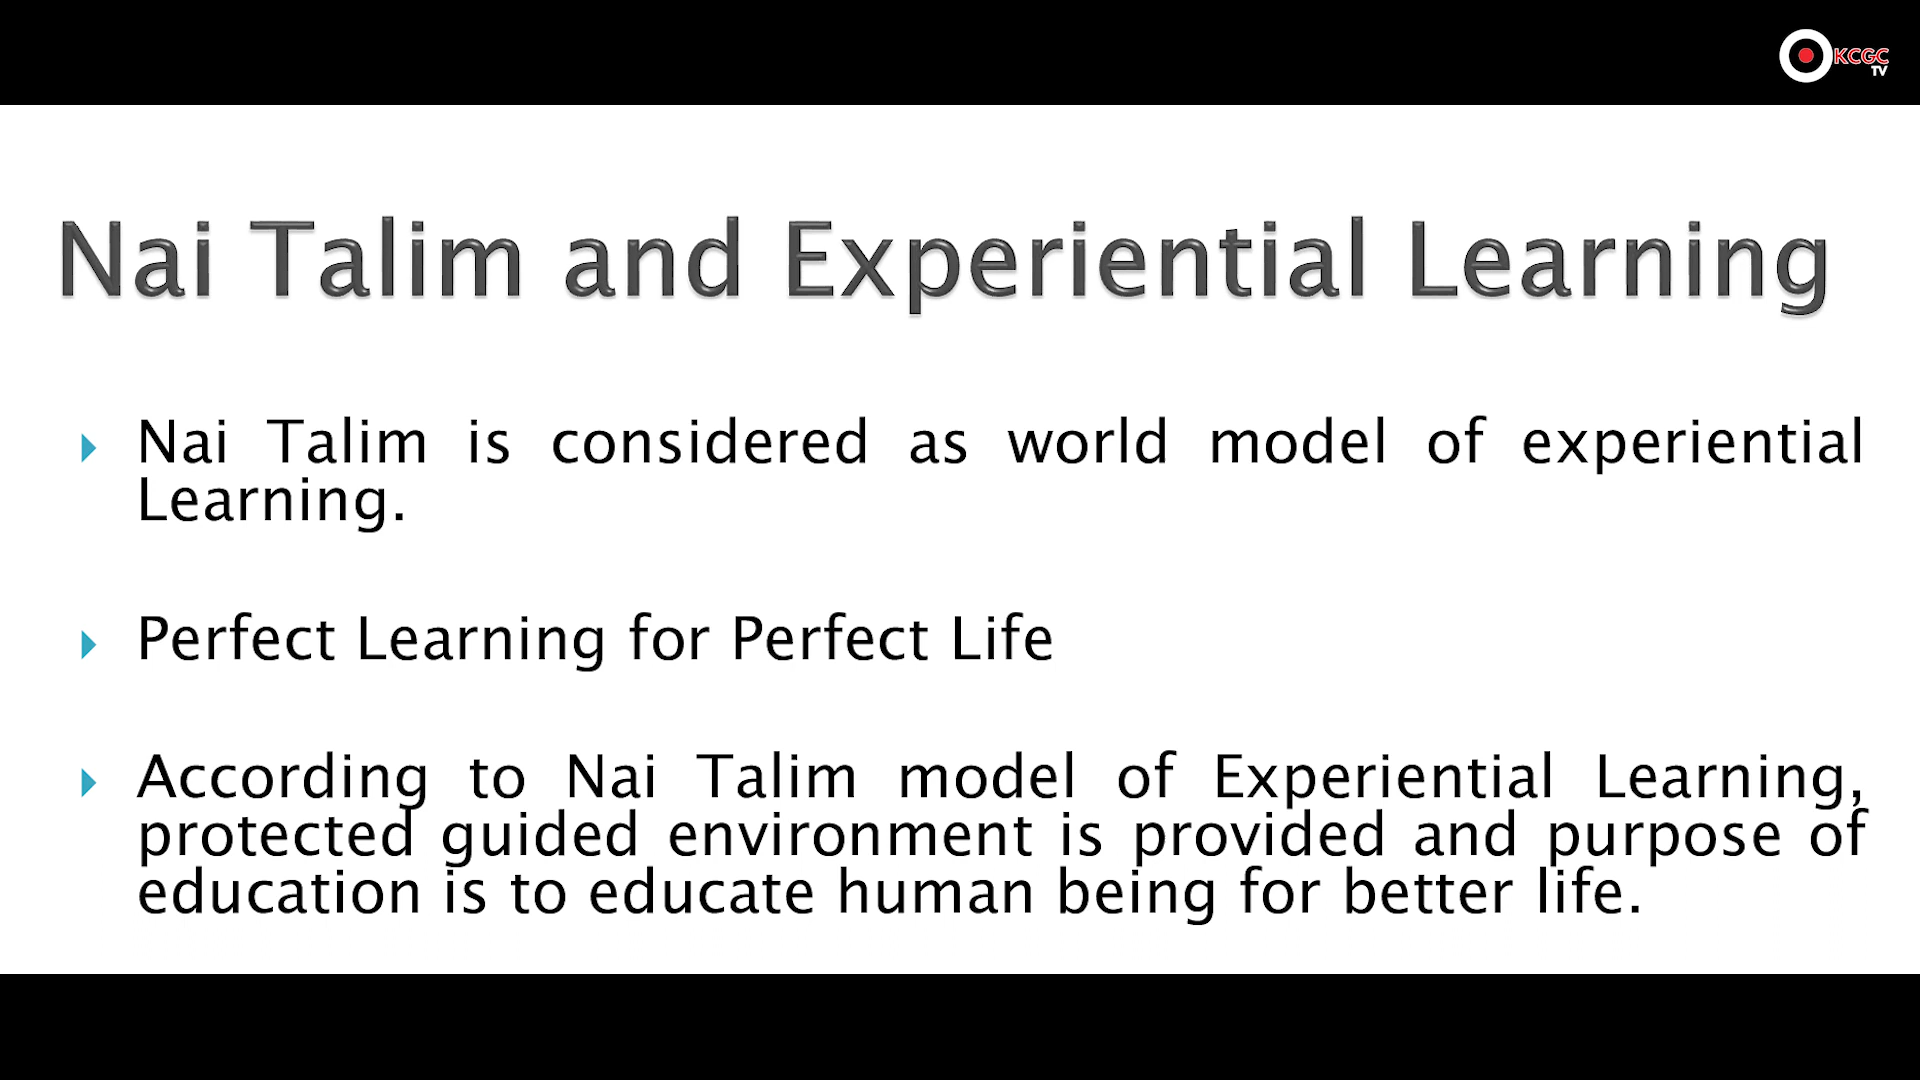 KCGC
TV
Nai Talim and Experiential Learning
Nai Talim is considered as world model of experiential
Learning.
Perfect Learning for Perfect Life
According to Nai Talim model of Experiential Learning,
protected guided environment is provided and purpose of
education is to educate human being for better life.